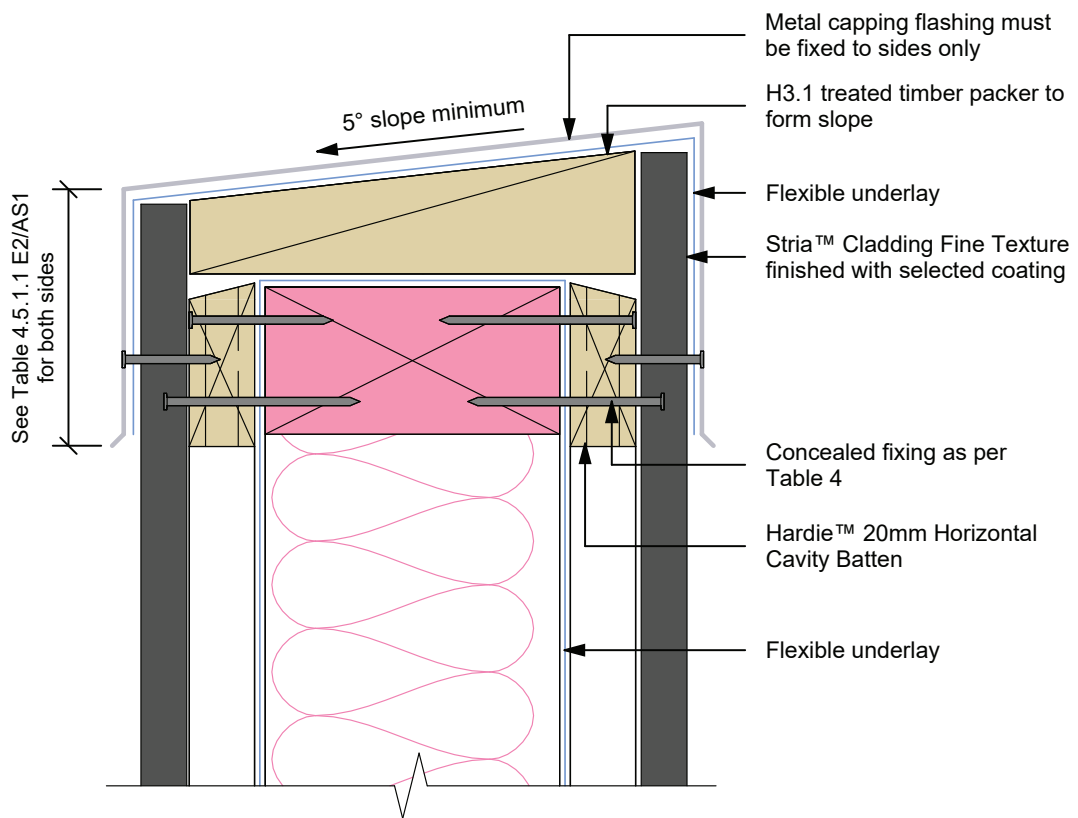 Metal capping flashing must
be fixed to sides only
5° slope minimum
H3.1 treated timber packer to
form slope
Flexible underlay
Stria™ Cladding Fine Texture
finished with selected coating
See Table 4.5.1.1 E2/AS1
for both sides
Concealed fixing as per
Table 4
Hardie™ 20mm Horizontal
Cavity Batten
Flexible underlay